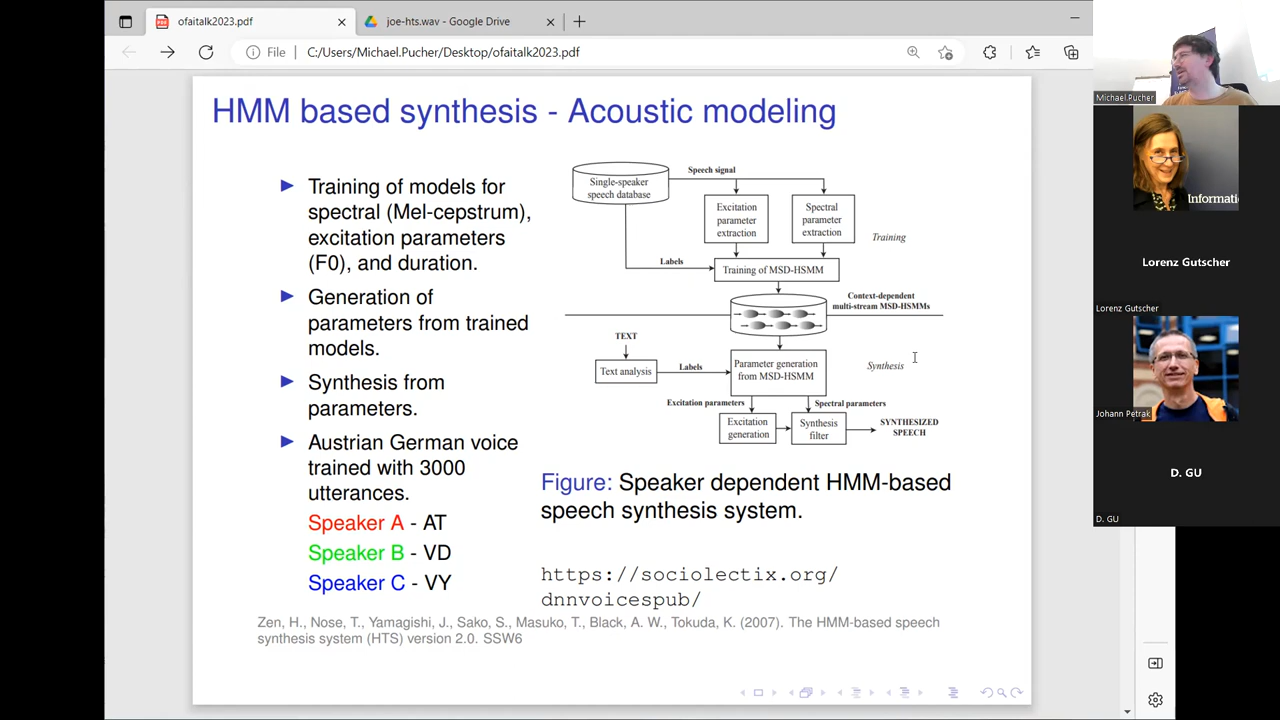 ofaitalk2023.pdf
joe-hts.wav - Google Drive
File
C:/Users/Michael.Pucher/Desktop/ofaitalk2023.pdf
HMM based synthesis - Acoustic modeling
Training of models for
spectral (Mel-cepstrum),
excitation parameters
(F0), and duration.
Generation of
parameters from trained
models.
Synthesis from
parameters.
Austrian German voice
trained with 3000
utterances.
Speaker A - AT
Speaker B - VD
Speaker C - VY
Single-speaker
speech database
Speech signal
Excitation
parameter
extraction
Spectral
parameter
extraction
Training
Labels
Training of MSD-HSMM
Context-dependent
multi-stream MSD-HSMMs
TEXT
Text analysis
Labels
Parameter generation
from MSD-HSMM
Synthesis
Excitation parameters
Spectral parameters
Excitation
generation
Synthesis
filter
SYNTHESIZED
SPEECH
Figure: Speaker dependent HMM-based
speech synthesis system.
https://sociolectix.org/
dnnvoicespub/
Zen, H., Nose, T., Yamagishi, J., Sako, S., Masuko, T., Black, A. W., Tokuda, K. (2007). The HMM-based speech
synthesis system (HTS) version 2.0. SSW6
Michael.Pucher
Informati
Lorenz Gutscher
Lorenz Gutscher
Johann Petrak
D. GU
D. GU